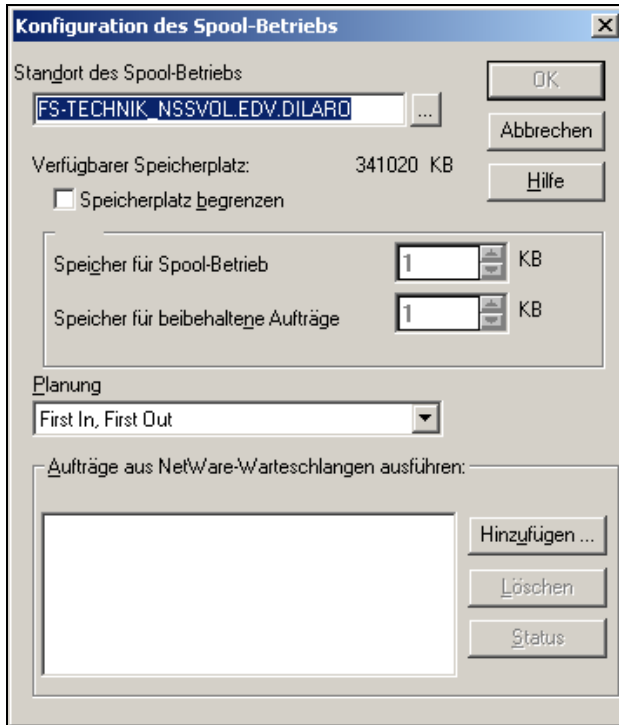 Konfiguration des Spool-Betriebs
Standort des Spool-Betriebs
OK
FS-TECHNIK_NSSVOL.EDV.DILARO
...
Abbrechen
Verfügbarer Speicherplatz: 341020 KB
Hilfe
Speicherplatz begrenzen
Speicher für Spool-Betrieb 1 KB
Speicher für beibehaltene Aufträge 1 KB
Planung
First In, First Out
Aufträge aus NetWare-Warteschlangen ausführen:
Hinzufügen ...
Löschen
Status